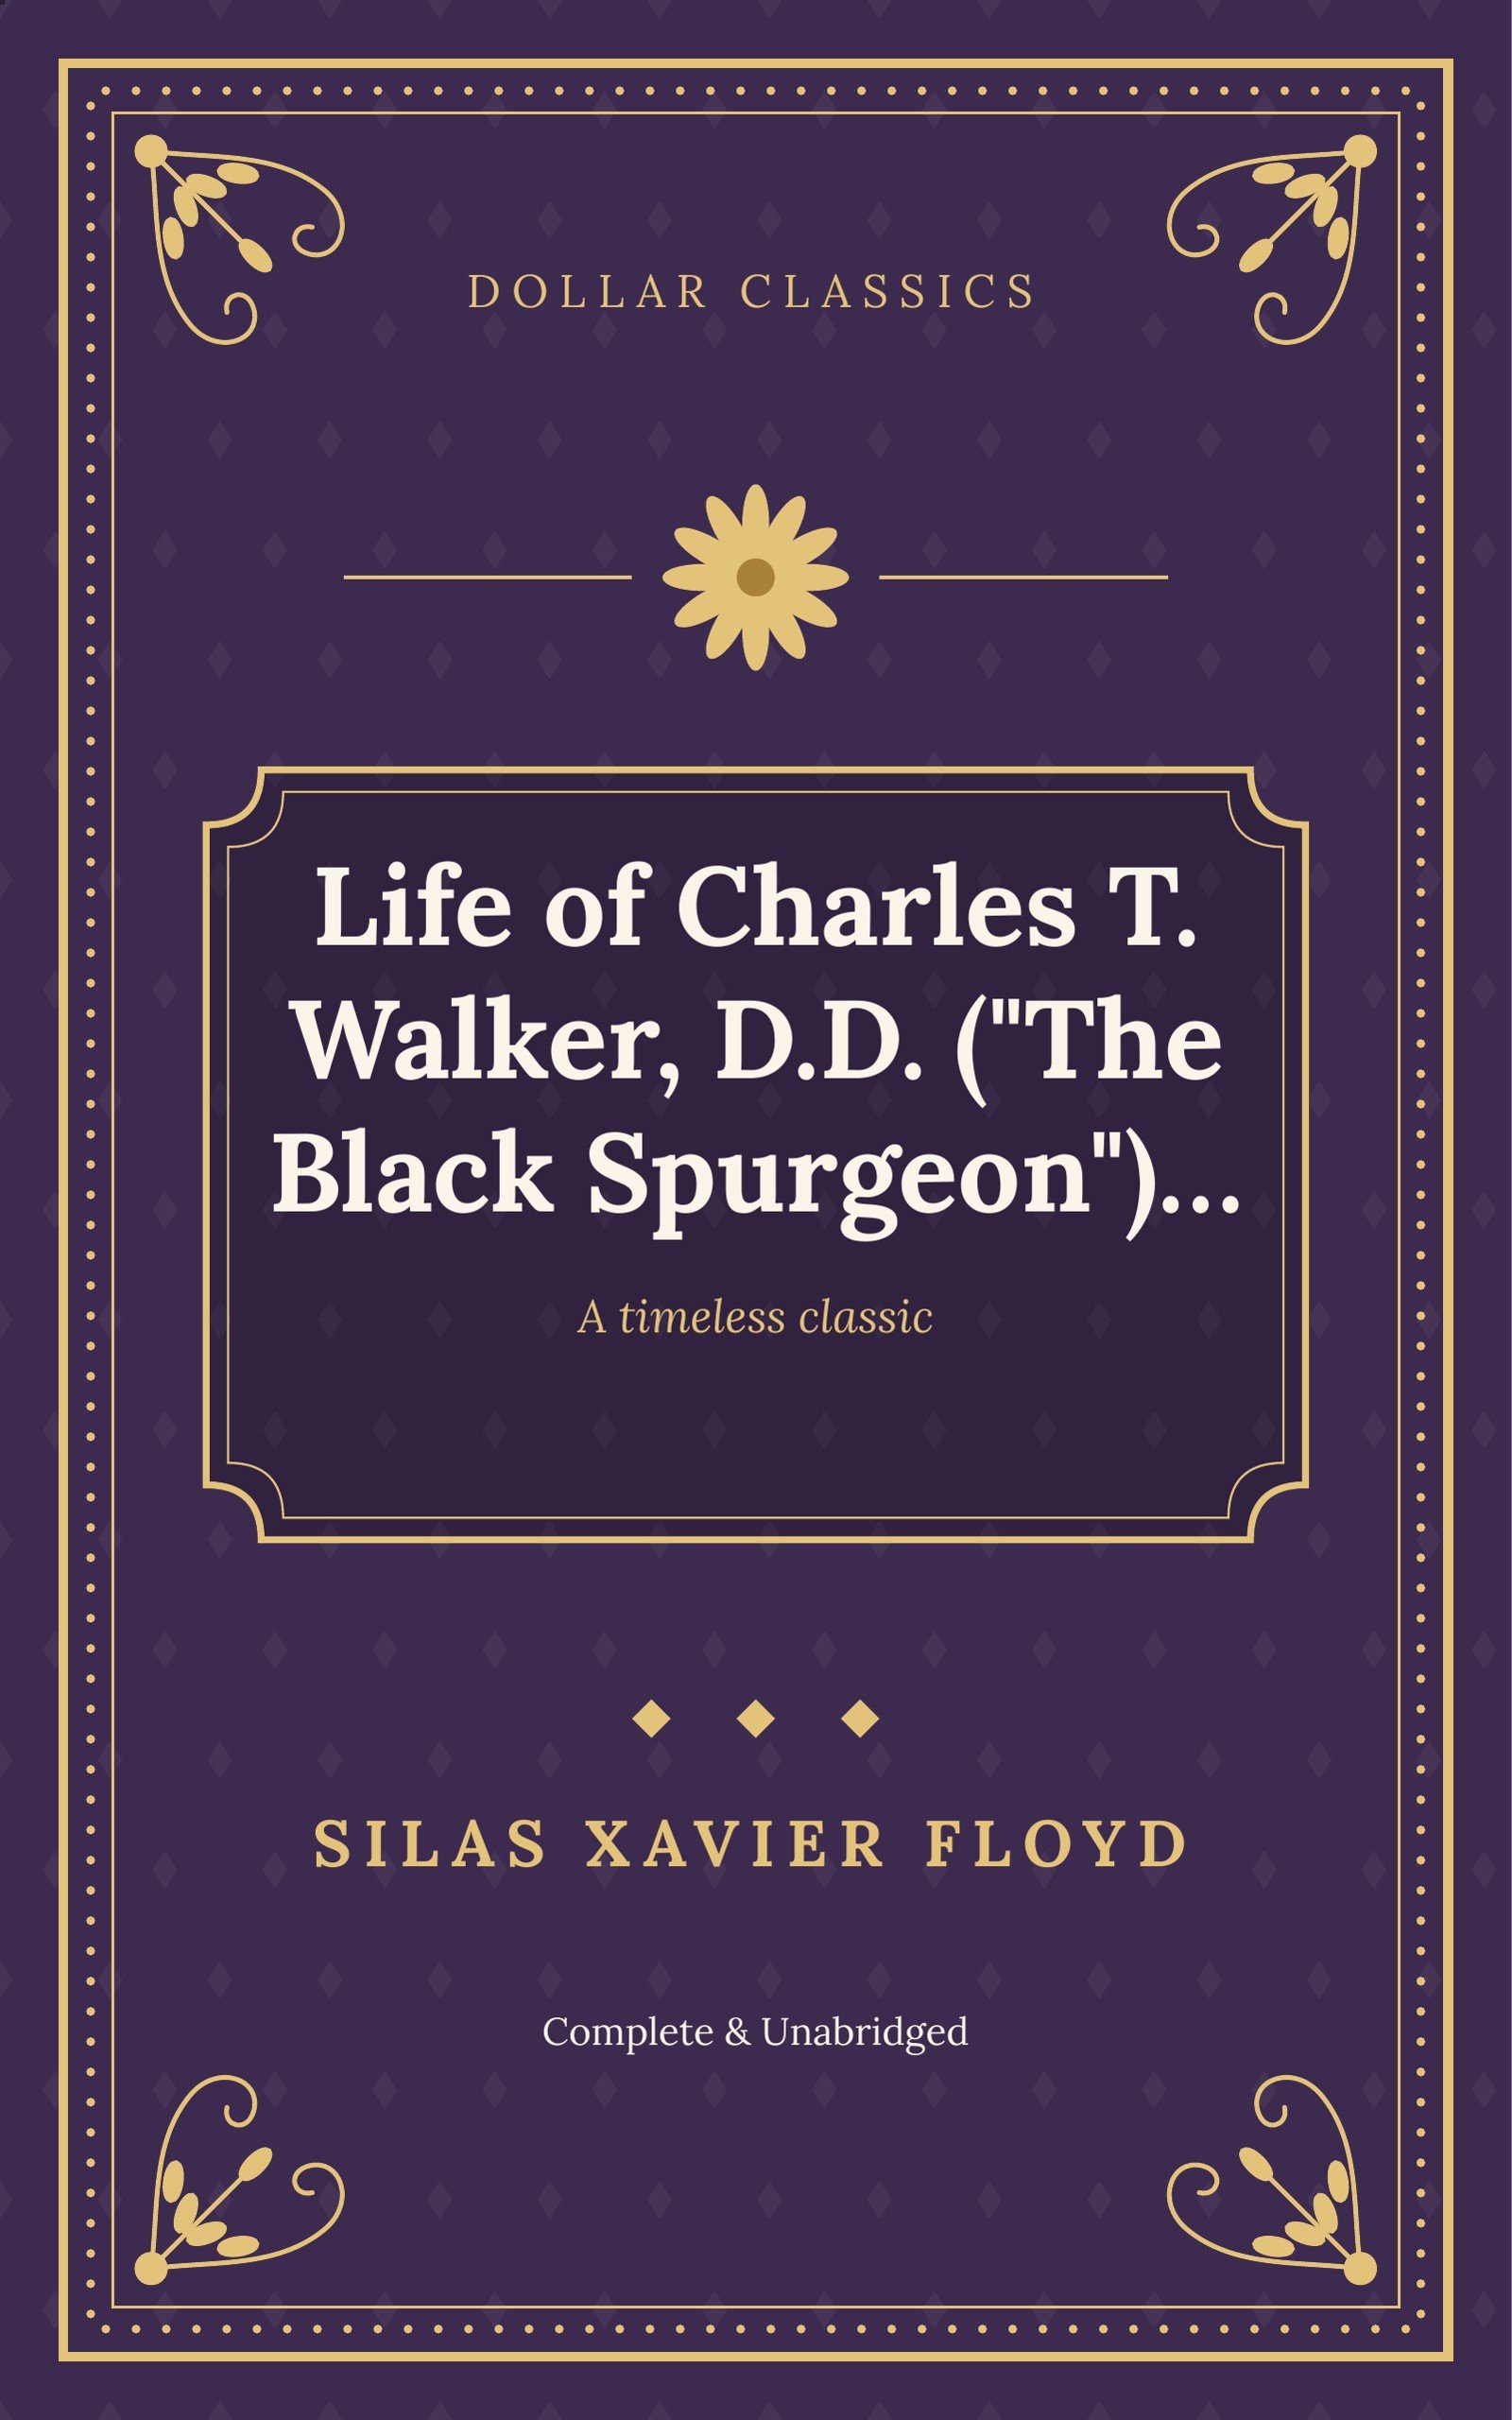 DOLLAR CLASSICS
Life of Charles T.
Walker, D.D. ("The
Black Spurgeon")...
A timeless classic
SILAS XAVIER FLOYD
Complete & Unabridged